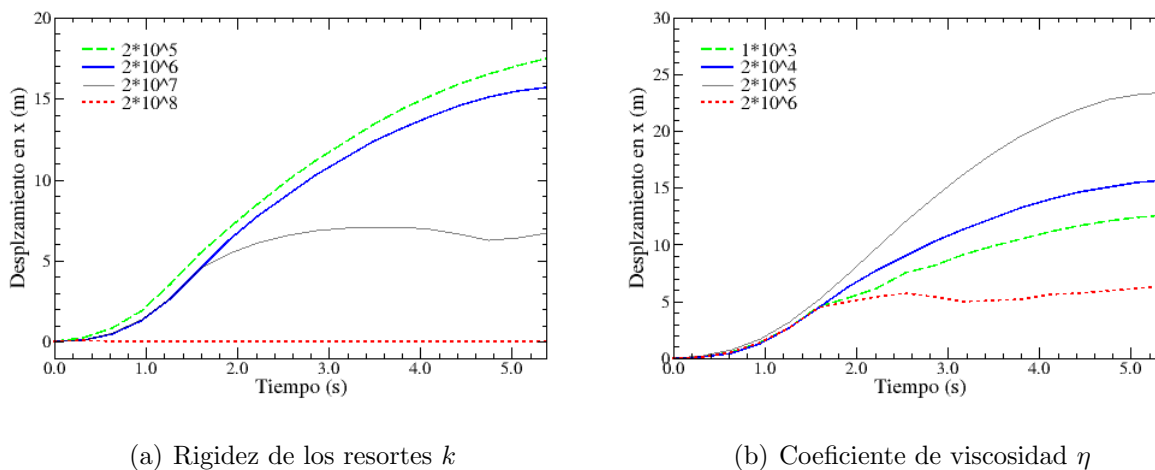 20
15
10
5
0
2*10^5
2*10^6
2*10^7
2*10^8
Desplzamiento en x (m)
0.0 1.0 2.0 3.0 4.0 5.0
Tiempo (s)
(a) Rigidez de los resortes k
30
25
20
15
10
5
0
1*10^3
2*10^4
2*10^5
2*10^6
Desplzamiento en x (m)
0.0 1.0 2.0 3.0 4.0 5.0
Tiempo (s)
(b) Coeficiente de viscosidad η